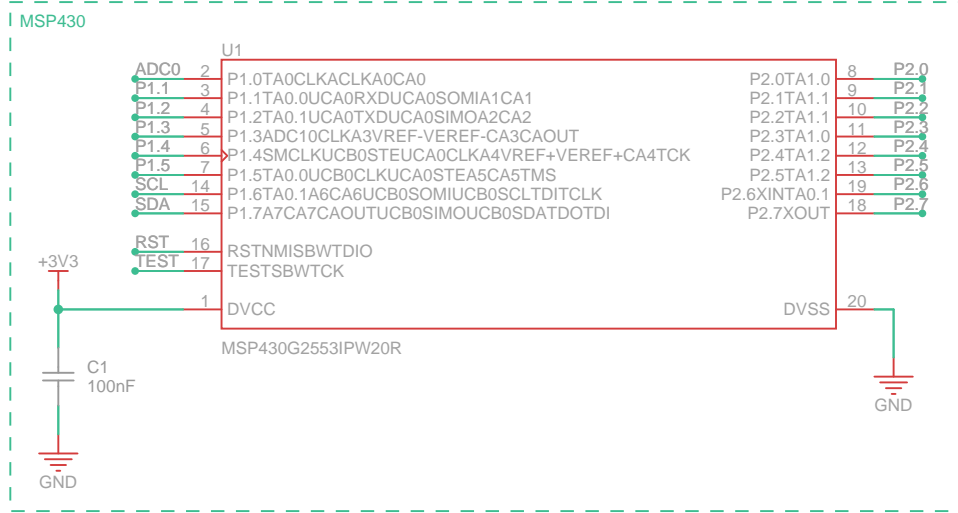 MSP430
U1
ADC0 2 P1.0TA0CLKACLKA0CA0 P2.0TA1.0 8 P2.0
P1.1 3 P1.1TA0.0UCA0RXDUCA0SOMIA1CA1 P2.1TA1.1 9 P2.1
P1.2 4 P1.2TA0.1UCA0TXDUCA0SIMOA2CA2 P2.2TA1.1 10 P2.2
P1.3 5 P1.3ADC10CLKA3VREF-VEREF-CA3CAOUT P2.3TA1.0 11 P2.3
P1.4 6 P1.4SMCLKUCB0STEUCA0CLKA4VREF+VEREF+CA4TCK P2.4TA1.2 12 P2.4
P1.5 7 P1.5TA0.0UCB0CLKUCA0STEA5CA5TMS P2.5TA1.2 13 P2.5
SCL 14 P1.6TA0.1A6CA6UCB0SOMIUCB0SCLTDITCLK P2.6XINTA0.1 19 P2.6
SDA 15 P1.7A7CA7CAOUTUCB0SIMOUCB0SDATDOTDI P2.7XOUT 18 P2.7
RST 16 RSTNMISBWTDIO
TEST 17 TESTSBWTCK
+3V3
1 DVCC DVSS 20
MSP430G2553IPW20R
C1
100nF
GND
GND